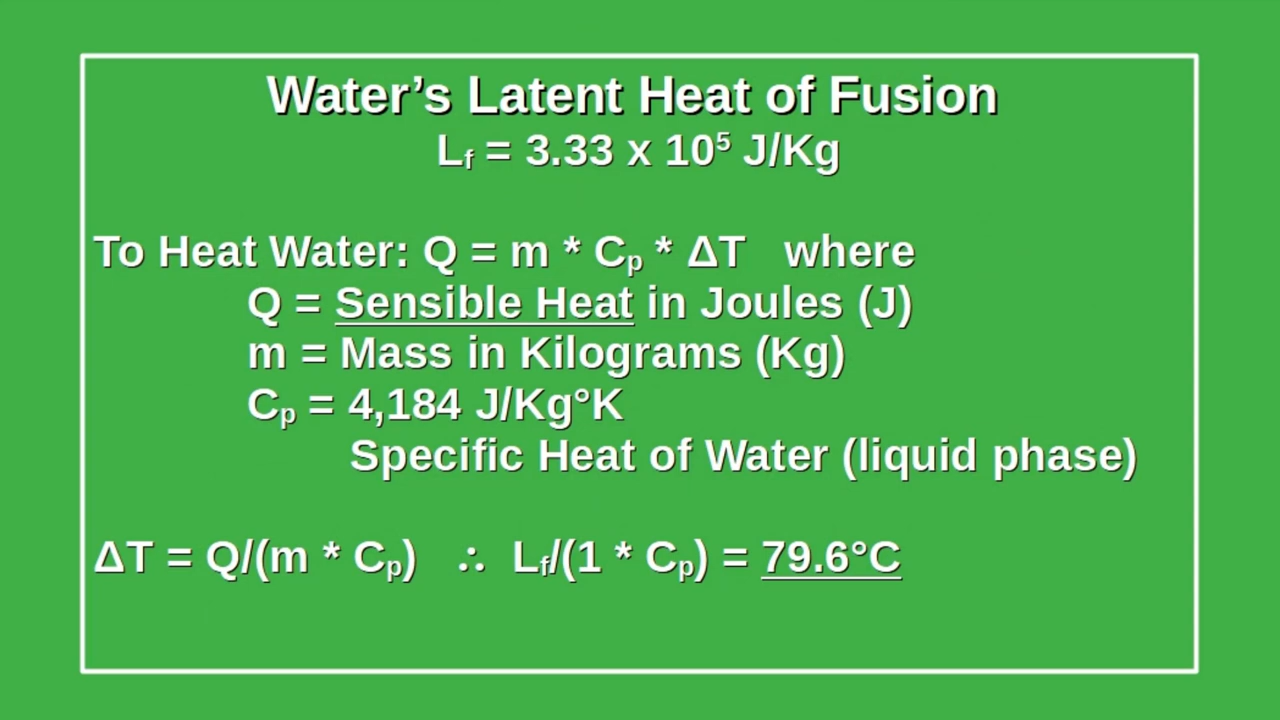 Water’s Latent Heat of Fusion
Lf = 3.33 x 10⁵ J/Kg
To Heat Water: Q = m * Cp * ΔT where
Q = Sensible Heat in Joules (J)
m = Mass in Kilograms (Kg)
Cp = 4,184 J/Kg°K
Specific Heat of Water (liquid phase)
ΔT = Q/(m * Cp) ∴ Lf/(1 * Cp) = 79.6°C